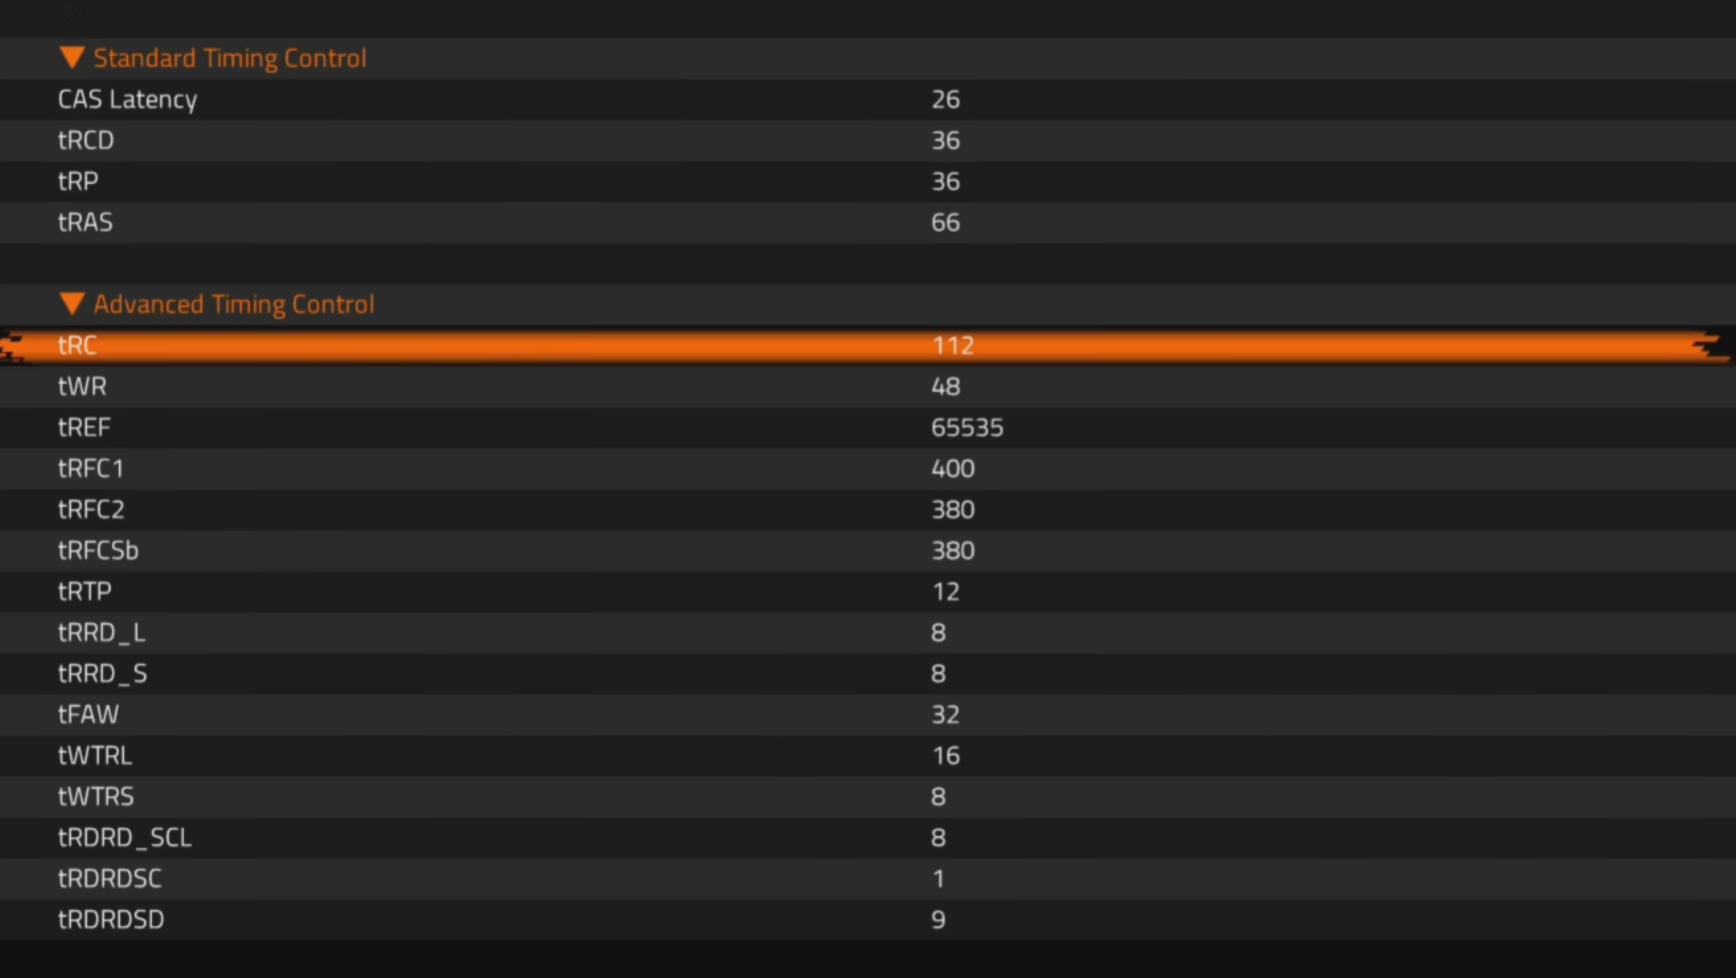 Standard Timing Control
CAS Latency 26
tRCD 36
tRP 36
tRAS 66
Advanced Timing Control
tRC 112
tWR 48
tREF 65535
tRFC1 400
tRFC2 380
tRFCSb 380
tRTP 12
tRRD_L 8
tRRD_S 8
tFAW 32
tWTRL 16
tWTRS 8
tRDRD_SCL 8
tRDRDSC 1
tRDRDSD 9